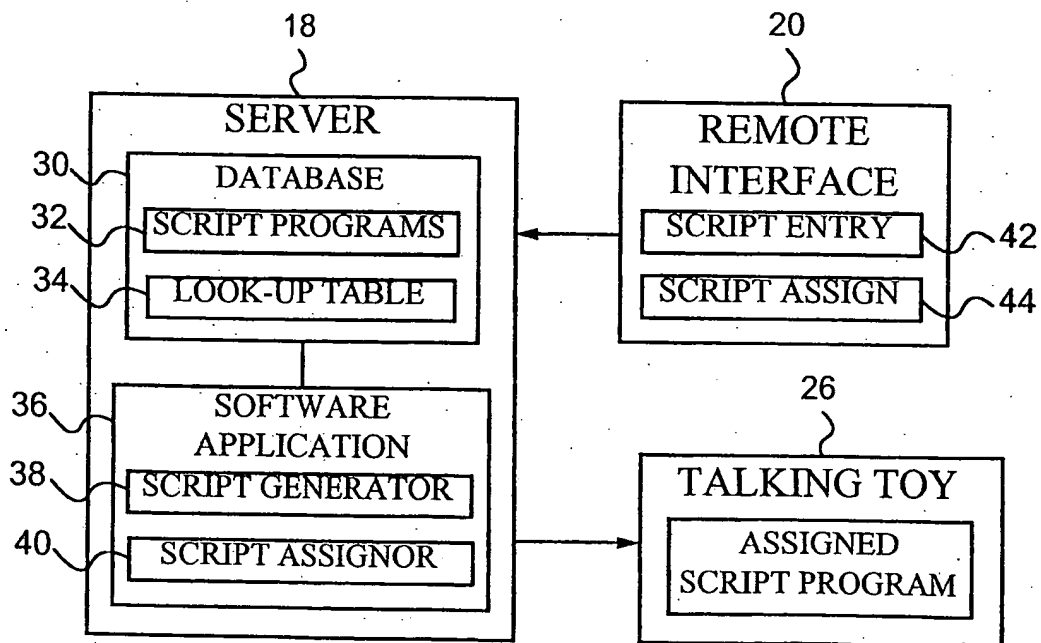 18
20
SERVER
REMOTE
INTERFACE
30
DATABASE
32
SCRIPT PROGRAMS
SCRIPT ENTRY
42
34
LOOK-UP TABLE
SCRIPT ASSIGN
44
36
SOFTWARE
APPLICATION
26
38
SCRIPT GENERATOR
TALKING TOY
40
SCRIPT ASSIGNOR
ASSIGNED
SCRIPT PROGRAM